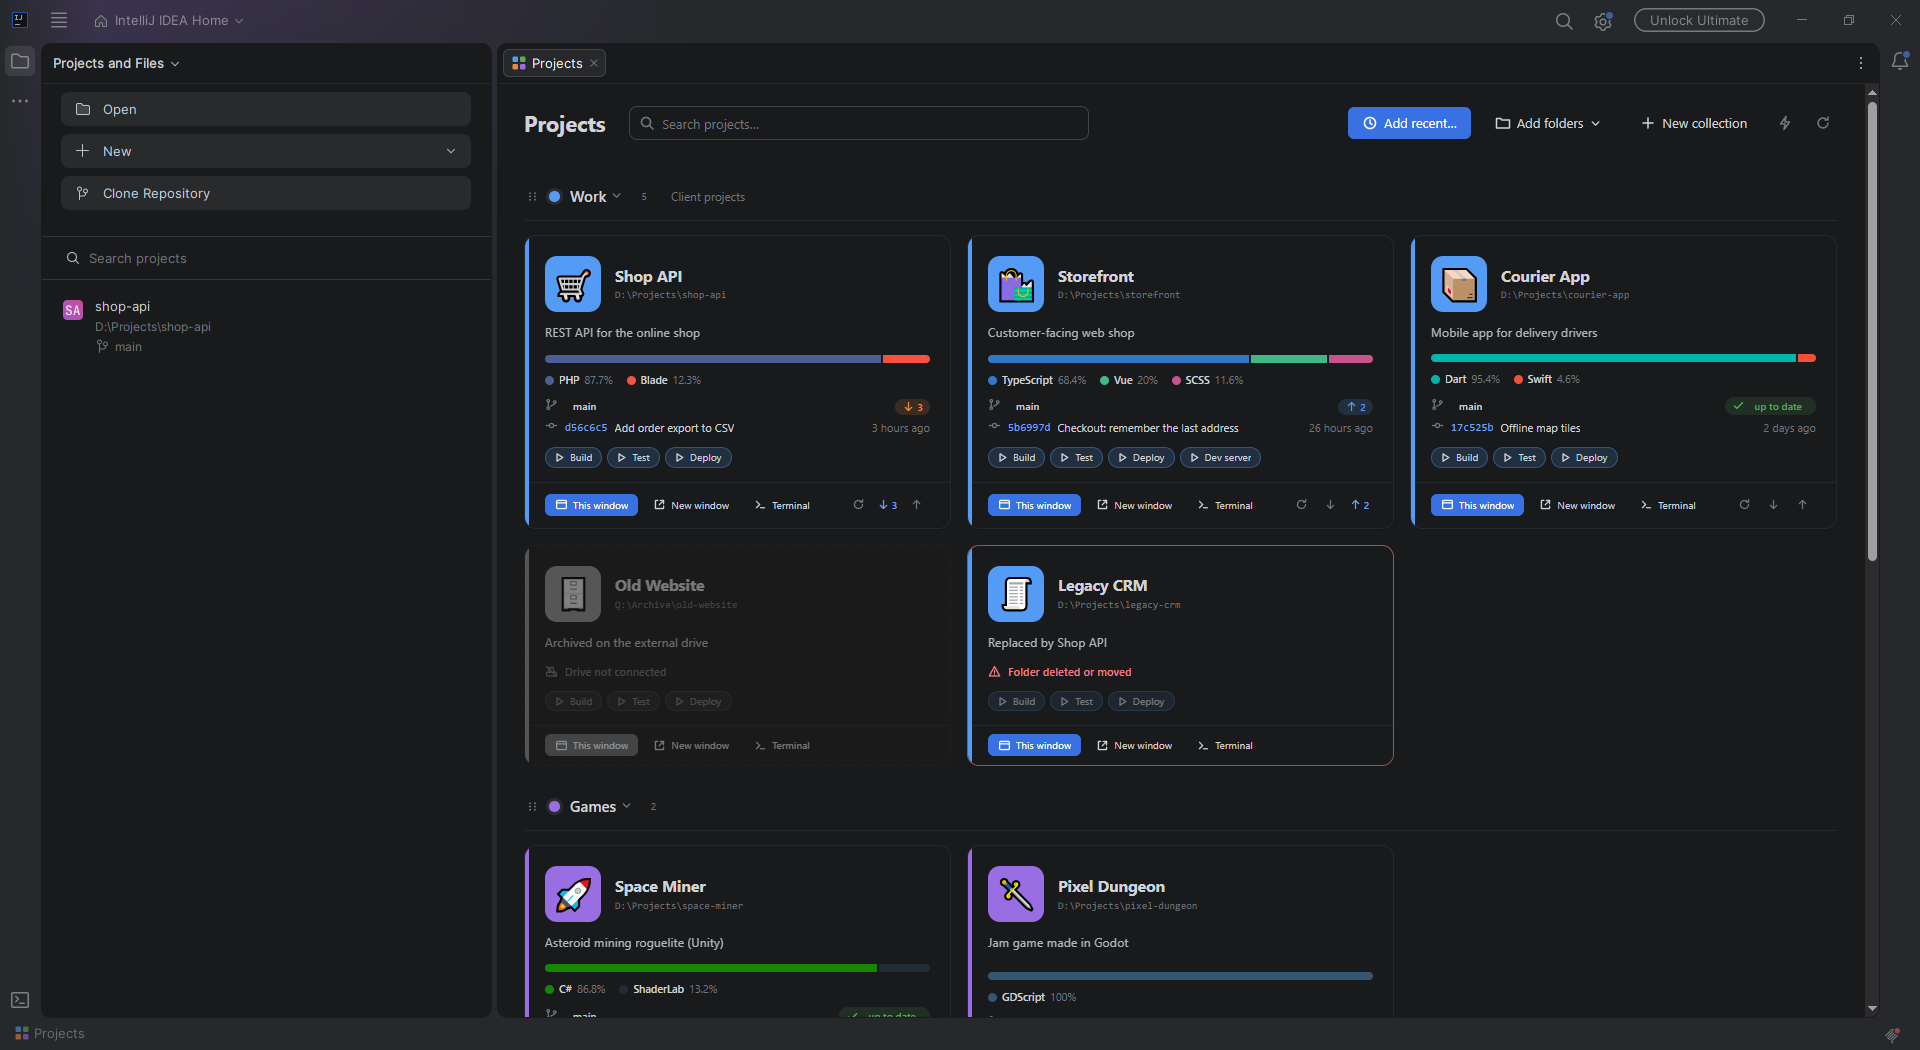 IJ
IntelliJ IDEA Home
Unlock Ultimate
Projects and Files
Projects
Open
New
Clone Repository
Search projects
SA
shop-api
D:\Projects\shop-api
main
Projects
Search projects...
Add recent...
Add folders
New collection
Work
5
Client projects
Shop API
D:\Projects\shop-api
REST API for the online shop
PHP 87.7%
Blade 12.3%
main
3
d56c6c5 Add order export to CSV
3 hours ago
Build
Test
Deploy
This window
New window
Terminal
3
Storefront
D:\Projects\storefront
Customer-facing web shop
TypeScript 68.4%
Vue 20%
SCSS 11.6%
main
2
5b6997d Checkout: remember the last address
26 hours ago
Build
Test
Deploy
Dev server
This window
New window
Terminal
2
Courier App
D:\Projects\courier-app
Mobile app for delivery drivers
Dart 95.4%
Swift 4.6%
main
up to date
17c525b Offline map tiles
2 days ago
Build
Test
Deploy
This window
New window
Terminal
Old Website
Q:\Archive\old-website
Archived on the external drive
Drive not connected
Build
Test
Deploy
This window
New window
Terminal
Legacy CRM
D:\Projects\legacy-crm
Replaced by Shop API
Folder deleted or moved
Build
Test
Deploy
This window
New window
Terminal
Games
2
Space Miner
D:\Projects\space-miner
Asteroid mining roguelite (Unity)
C# 86.8%
ShaderLab 13.2%
main
up to date
Pixel Dungeon
D:\Projects\pixel-dungeon
Jam game made in Godot
GDScript 100%
Projects